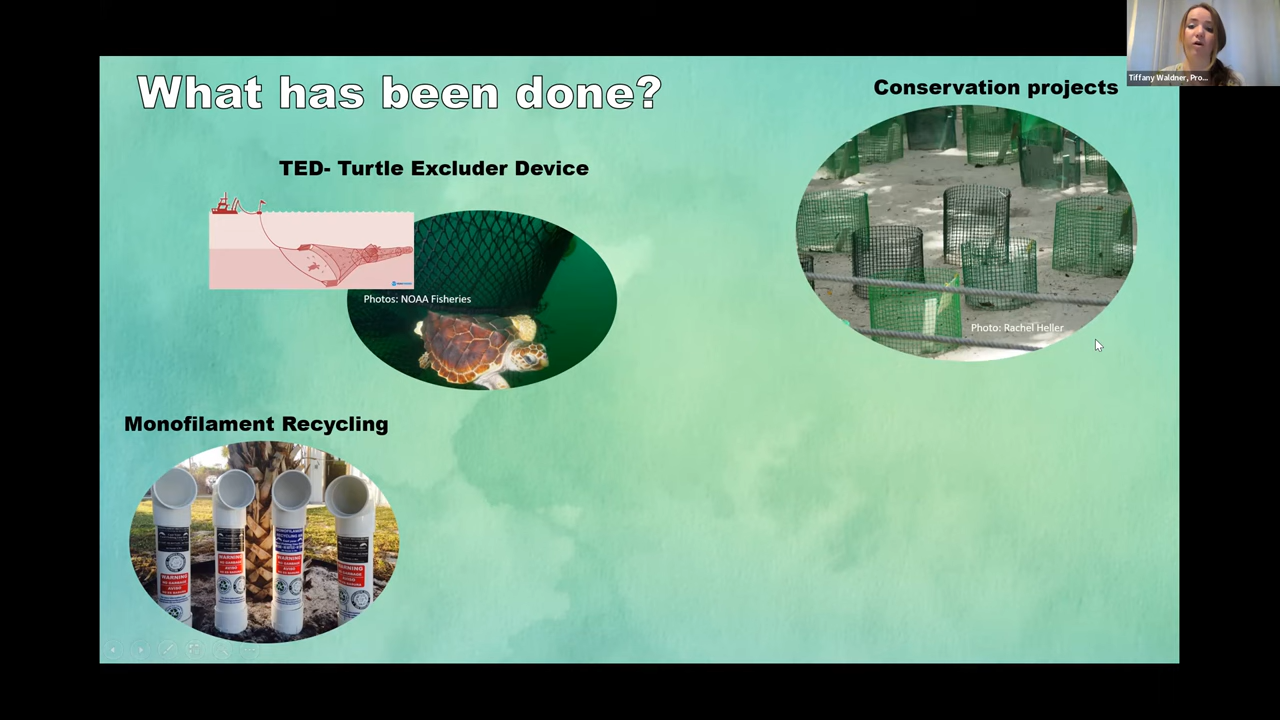 Tiffany Waldner, Pro...
What has been done?
Conservation projects
TED- Turtle Excluder Device
Photos: NOAA Fisheries
Photo: Rachel Heller
Monofilament Recycling
WARNING
WARNING
WARNING
WARNING